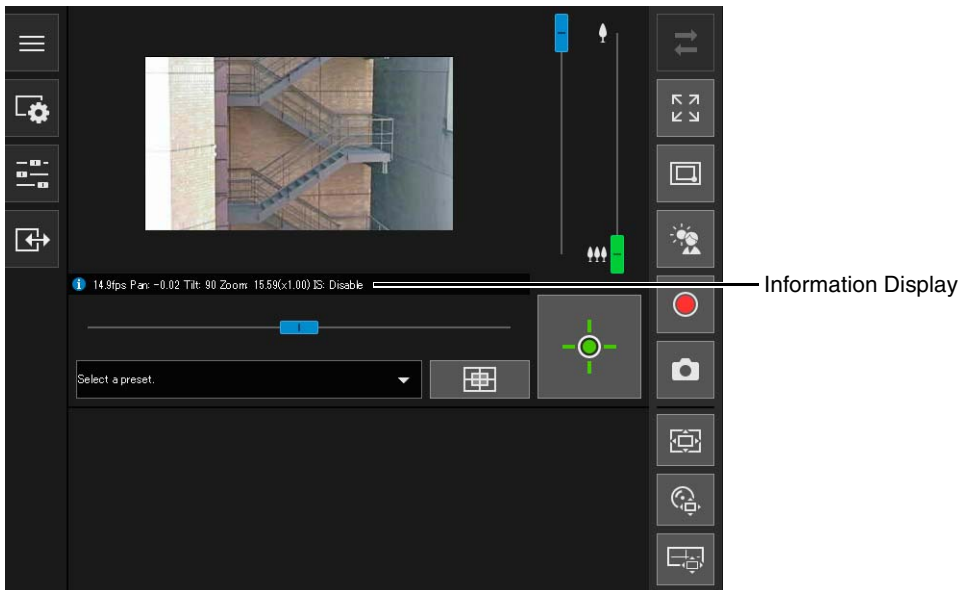 14.9fps Pan: -0.02 Tilt: 90 Zoom: 15.59(x1.00) IS: Disable
Information Display
Select a preset.